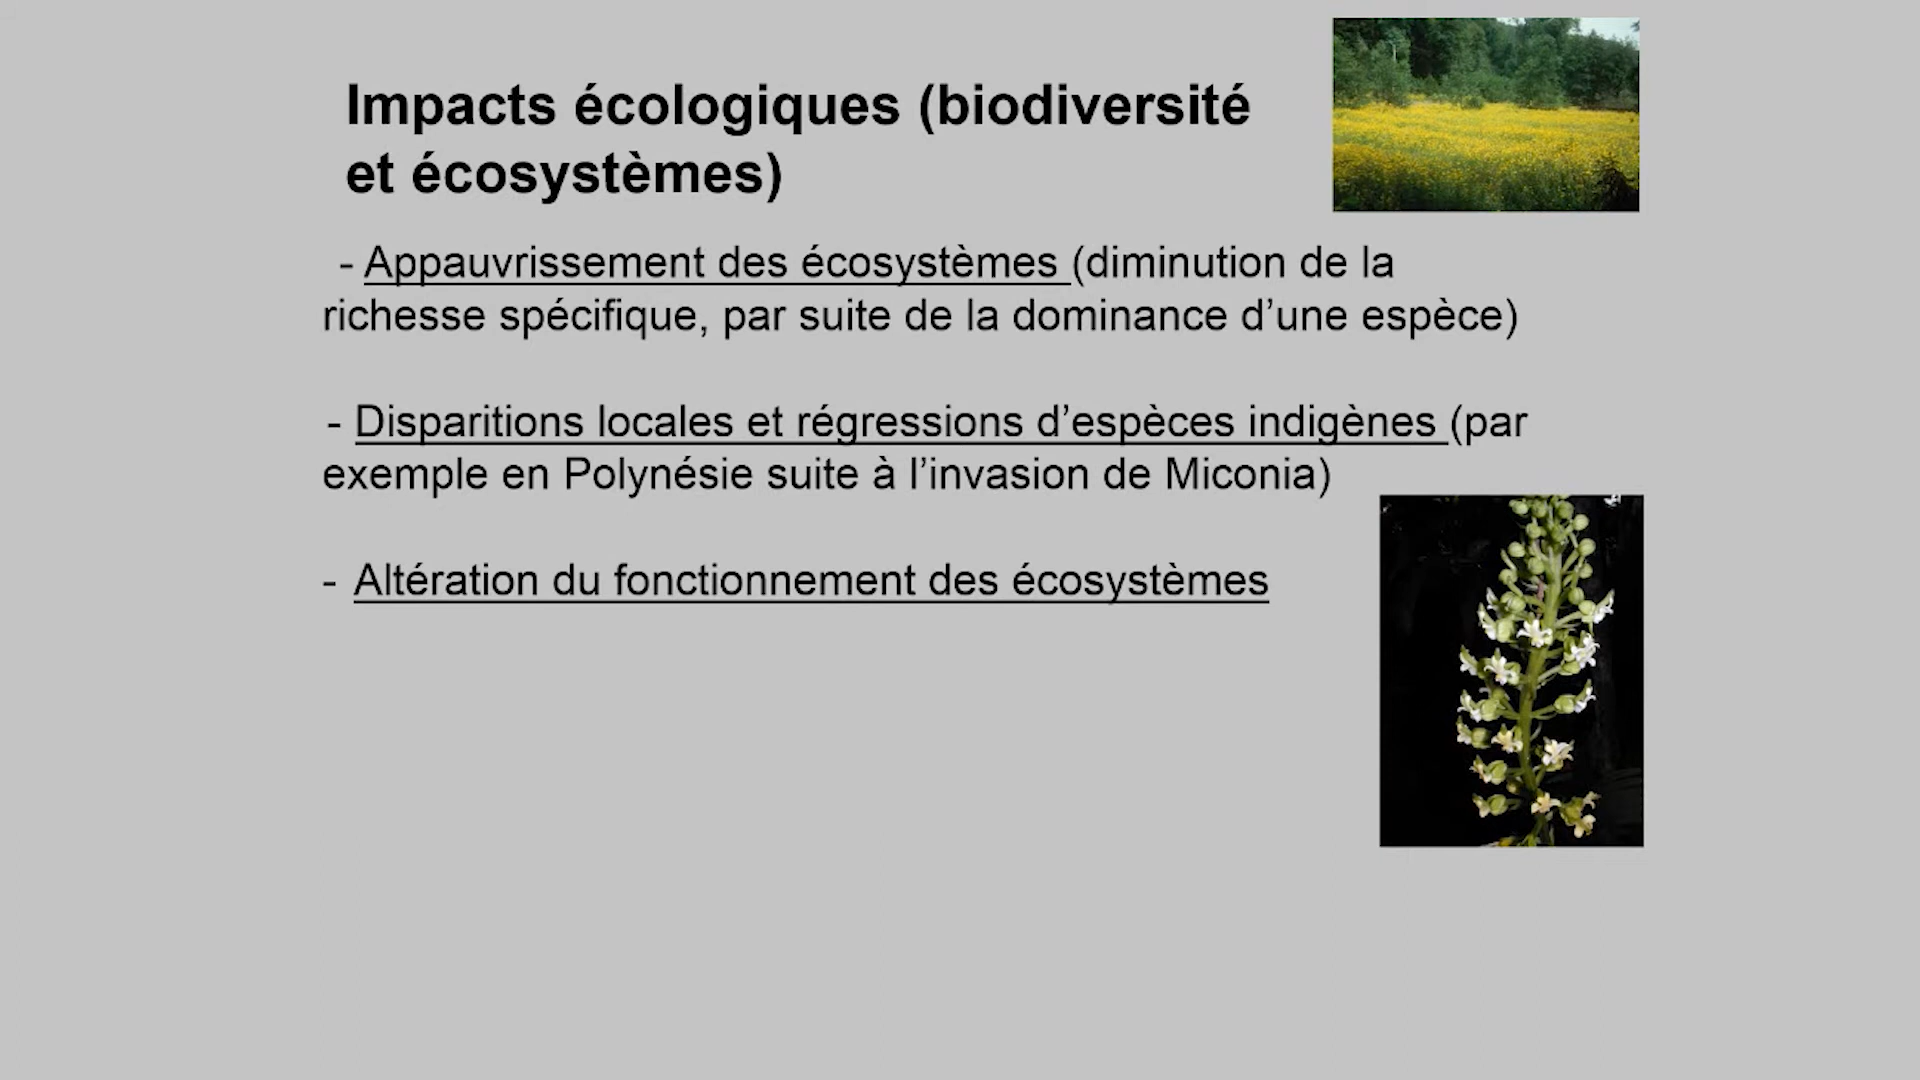 Impacts écologiques (biodiversité
et écosystèmes)
- Appauvrissement des écosystèmes (diminution de la
richesse spécifique, par suite de la dominance d’une espèce)
- Disparitions locales et régressions d’espèces indigènes (par
exemple en Polynésie suite à l’invasion de Miconia)
- Altération du fonctionnement des écosystèmes